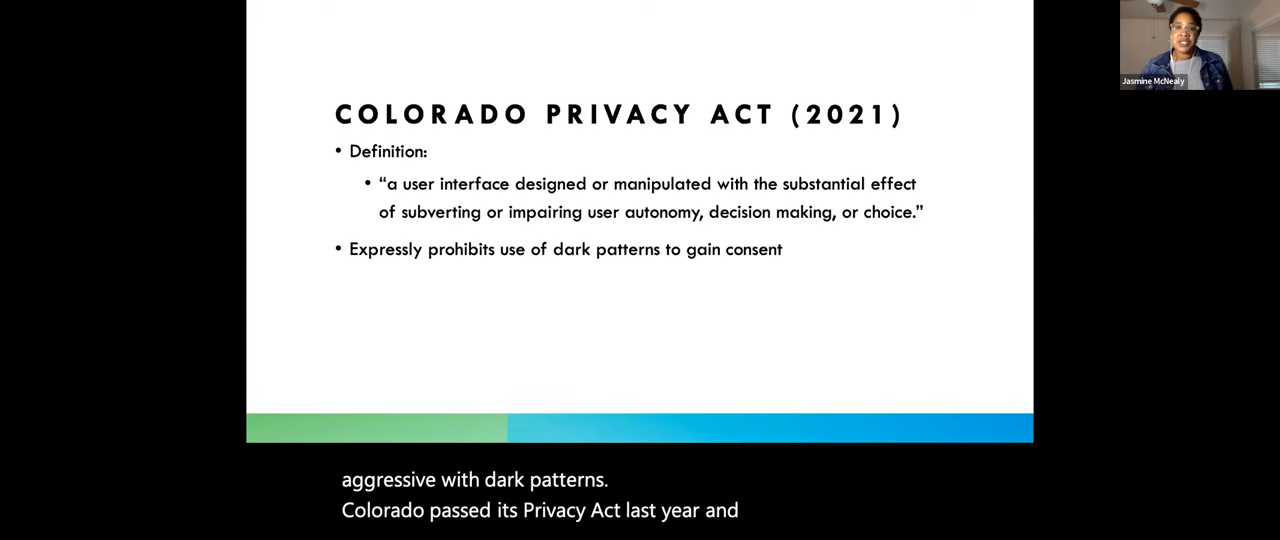 COLORADO PRIVACY ACT (2021)
• Definition:
• “a user interface designed or manipulated with the substantial effect
of subverting or impairing user autonomy, decision making, or choice.”
• Expressly prohibits use of dark patterns to gain consent
Jasmine McNealy
aggressive with dark patterns.
Colorado passed its Privacy Act last year and